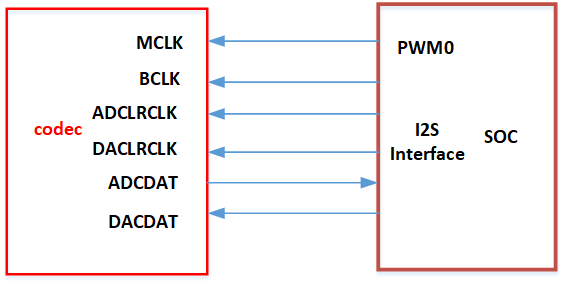 MCLK
BCLK
ADCLRCLK
codec
DACLRCLK
ADCDAT
DACDAT
PWM0
I2S
Interface
SOC